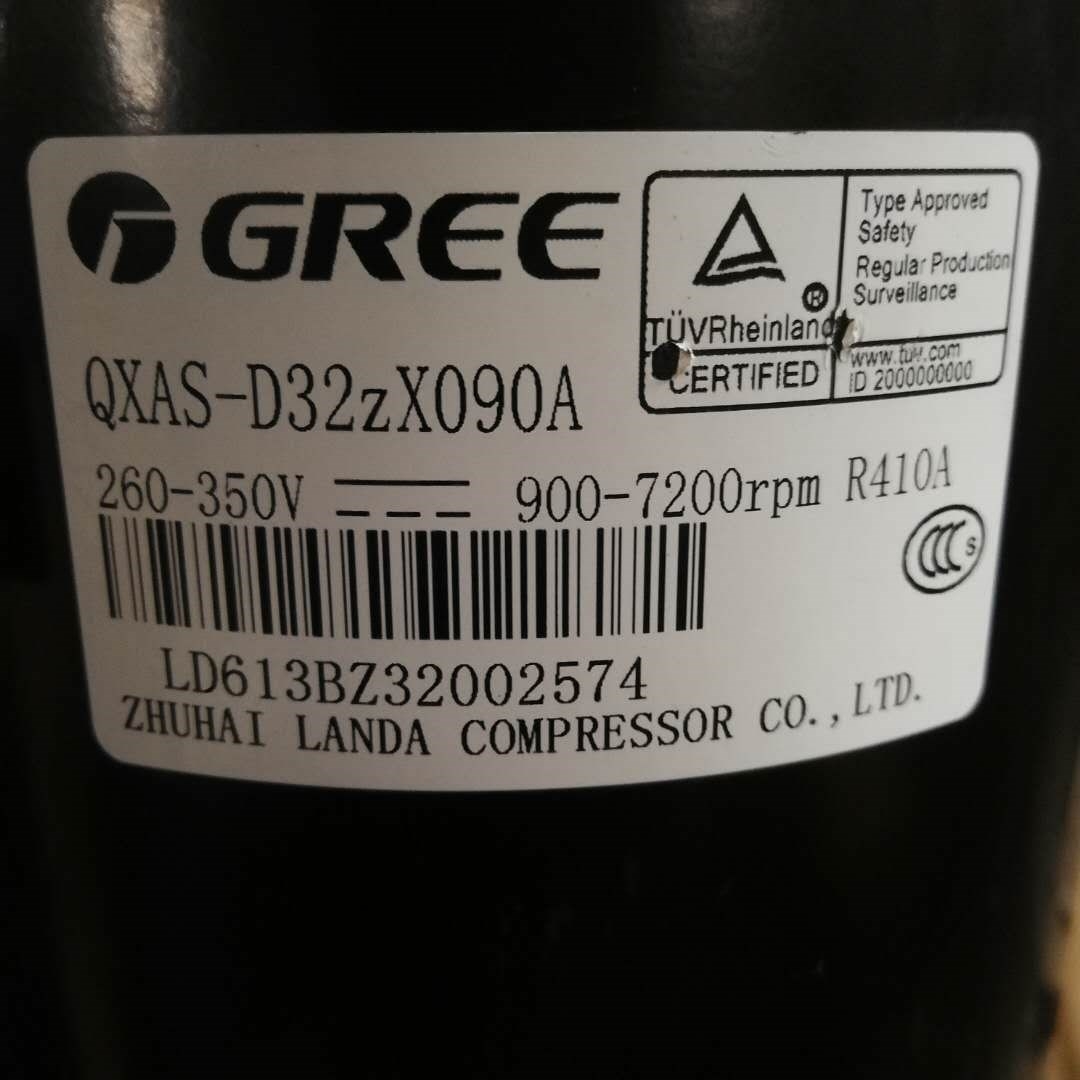 GREE
TÜVRheinland
CERTIFIED
Type Approved
Safety
Regular Production
Surveillance
www.tuv.com
ID 2000000000
QXAS-D32zX090A
260-350V 900-7200rpm R410A
CCC S
LD613BZ32002574
ZHUHAI LANDA COMPRESSOR CO.,LTD.